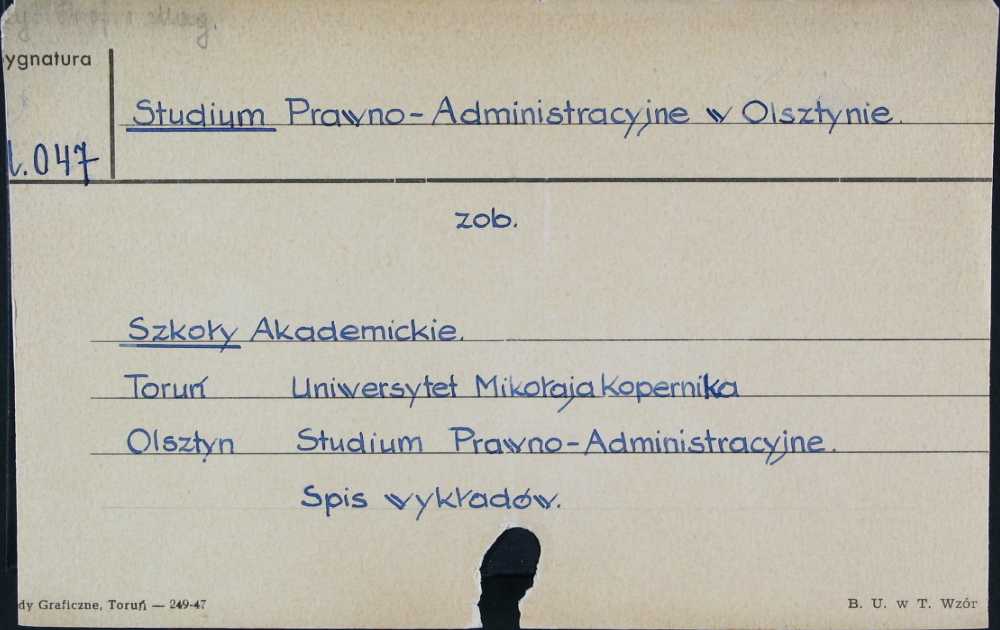 ygnatura
Studium Prawno-Administracyjne w Olsztynie.
.047
zob.
Szkoły Akademickie.
Toruń Uniwersytet Mikołaja Kopernika
Olsztyn Studium Prawno-Administracyjne.
Spis wykładów.
dy Graficzne, Toruń — 249-47
B. U. w T. Wzór